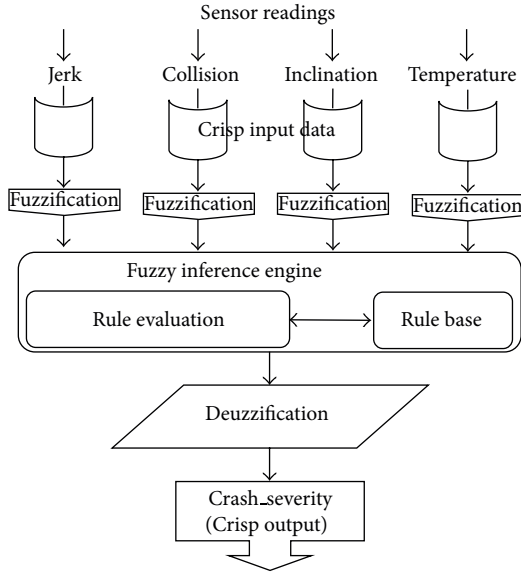 Sensor readings
Jerk
Collision
Inclination
Temperature
Crisp input data
Fuzzification
Fuzzification
Fuzzification
Fuzzification
Fuzzy inference engine
Rule evaluation
Rule base
Deuzzification
Crash_severity
(Crisp output)